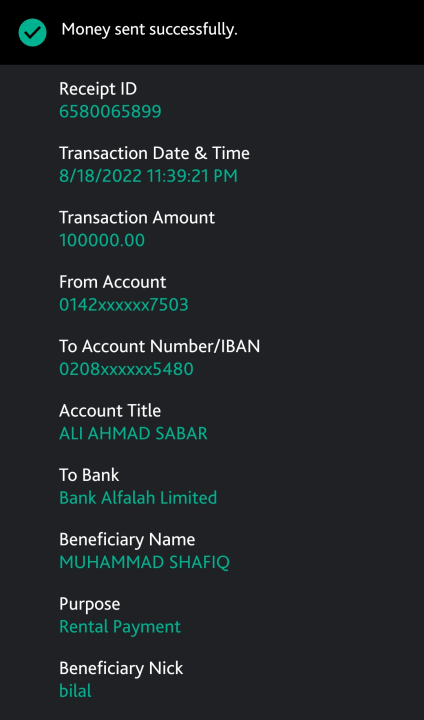 Money sent successfully.
Receipt ID
6580065899
Transaction Date & Time
8/18/2022 11:39:21 PM
Transaction Amount
100000.00
From Account
0142xxxxxx7503
To Account Number/IBAN
0208xxxxxx5480
Account Title
ALI AHMAD SABAR
To Bank
Bank Alfalah Limited
Beneficiary Name
MUHAMMAD SHAFIQ
Purpose
Rental Payment
Beneficiary Nick
bilal